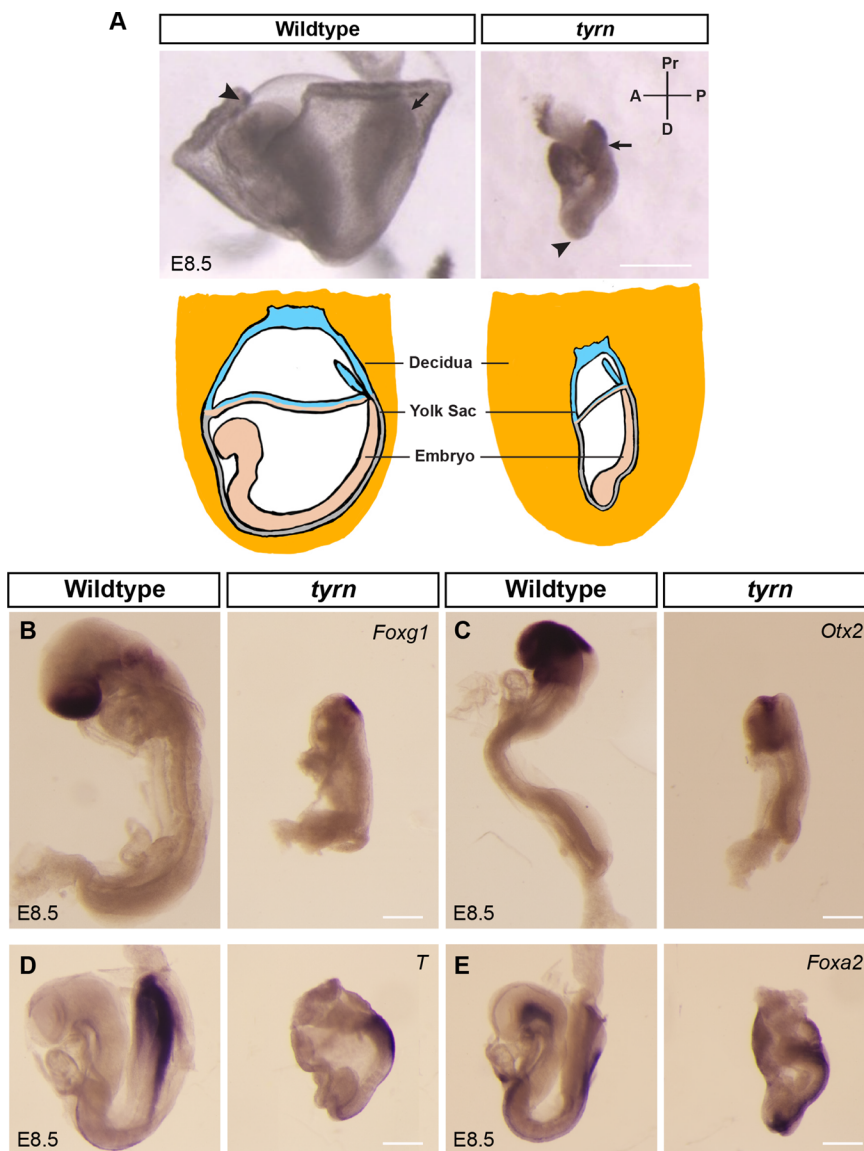 A
Wildtype
tyrn
Pr
A
P
D
E8.5
Decidua
Yolk Sac
Embryo
Wildtype
tyrn
Wildtype
tyrn
B
Foxg1
C
Otx2
E8.5
E8.5
D
T
E
Foxa2
E8.5
E8.5